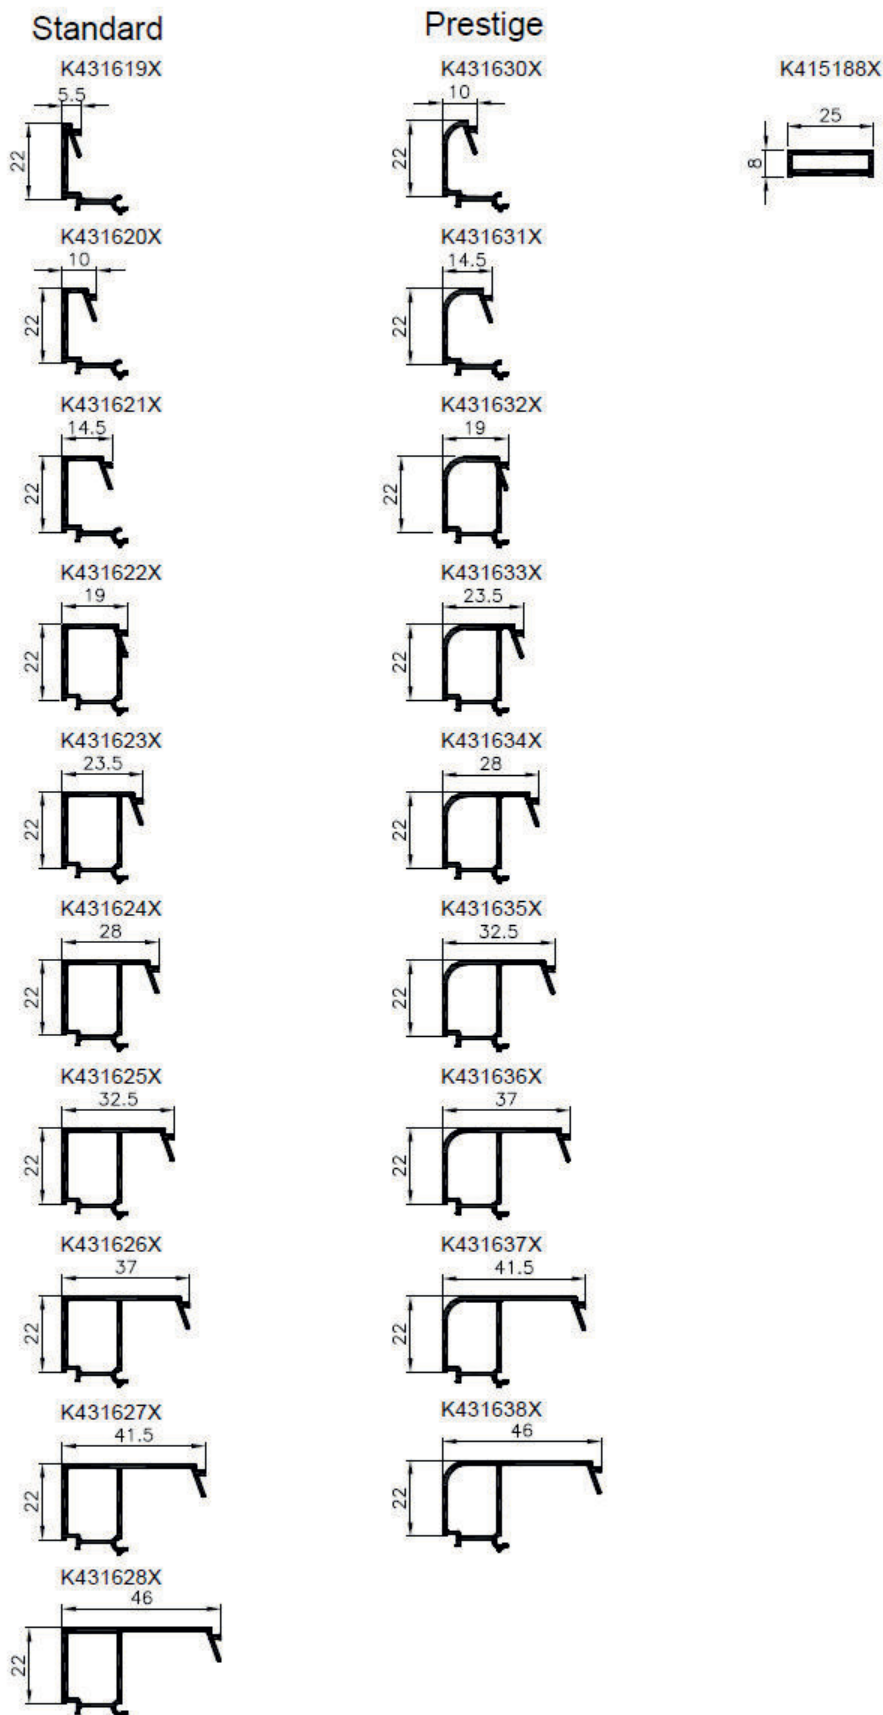 Standard
K431619X
5.5
22
K431620X
10
22
K431621X
14.5
22
K431622X
19
22
K431623X
23.5
22
K431624X
28
22
K431625X
32.5
22
K431626X
37
22
K431627X
41.5
22
K431628X
46
22
Prestige
K431630X
10
22
K431631X
14.5
22
K431632X
19
22
K431633X
23.5
22
K431634X
28
22
K431635X
32.5
22
K431636X
37
22
K431637X
41.5
22
K431638X
46
22
K415188X
25
8